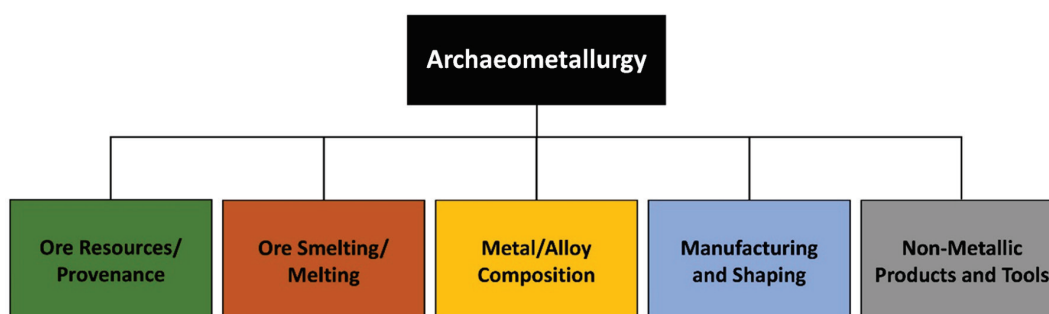 Archaeometallurgy
Ore Resources/
Provenance
Ore Smelting/
Melting
Metal/Alloy
Composition
Manufacturing
and Shaping
Non-Metallic
Products and Tools